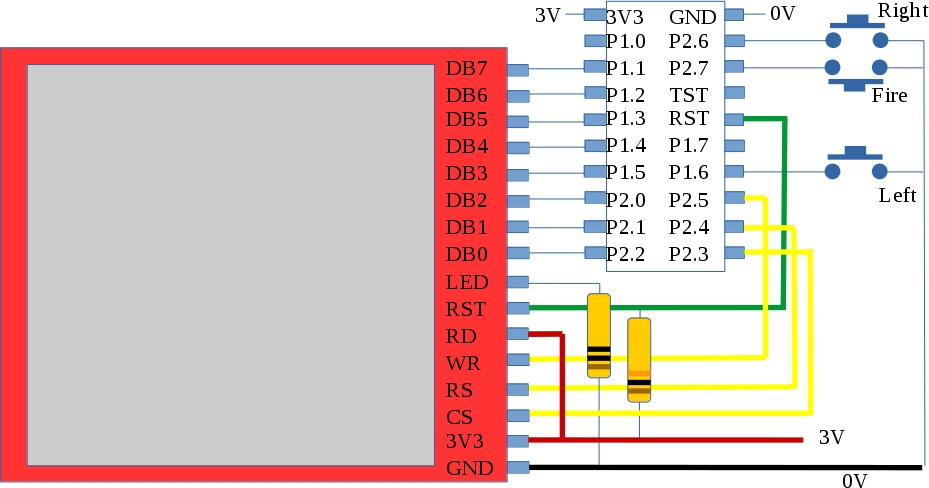 3V 3V3 GND 0V Right
P1.0 P2.6
DB7 P1.1 P2.7
DB6 P1.2 TST Fire
DB5 P1.3 RST
DB4 P1.4 P1.7
DB3 P1.5 P1.6
DB2 P2.0 P2.5 Left
DB1 P2.1 P2.4
DB0 P2.2 P2.3
LED
RST
RD
WR
RS
CS
3V3 3V
GND
0V